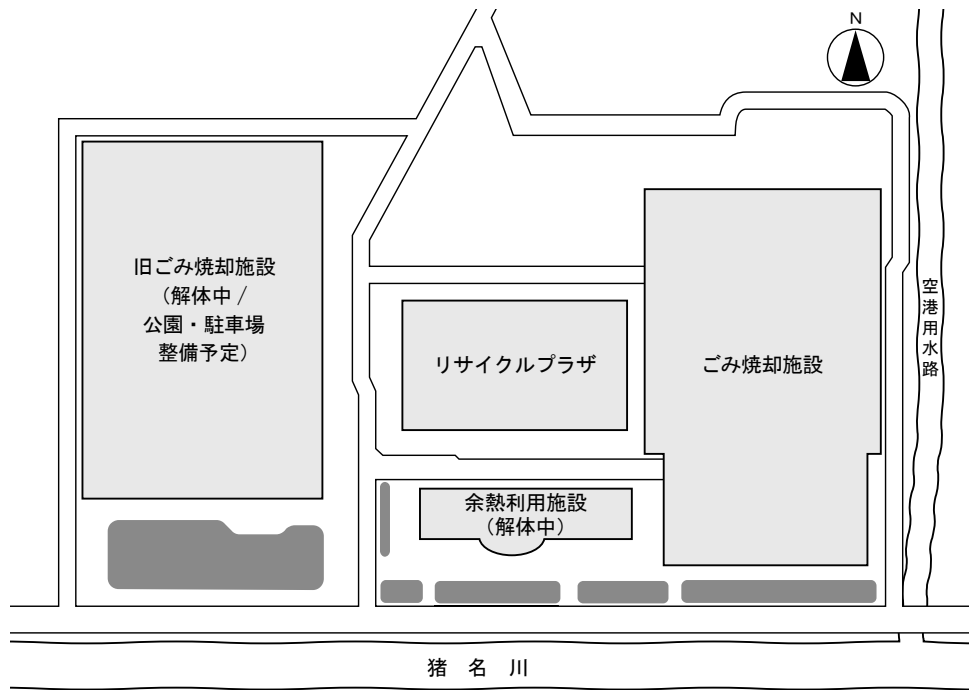 N
旧ごみ焼却施設
（解体中 /
公園・駐車場
整備予定）
リサイクルプラザ
ごみ焼却施設
空港用水路
余熱利用施設
（解体中）
猪 名 川